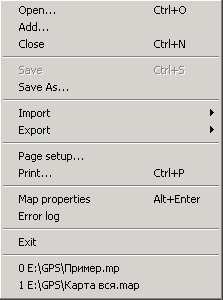 Open... Ctrl+O
Add...
Close Ctrl+N
Save Ctrl+S
Save As...
Import
Export
Page setup...
Print... Ctrl+P
Map properties Alt+Enter
Error log
Exit
0 E:\GPS\Пример.mp
1 E:\GPS\Карта вся.map